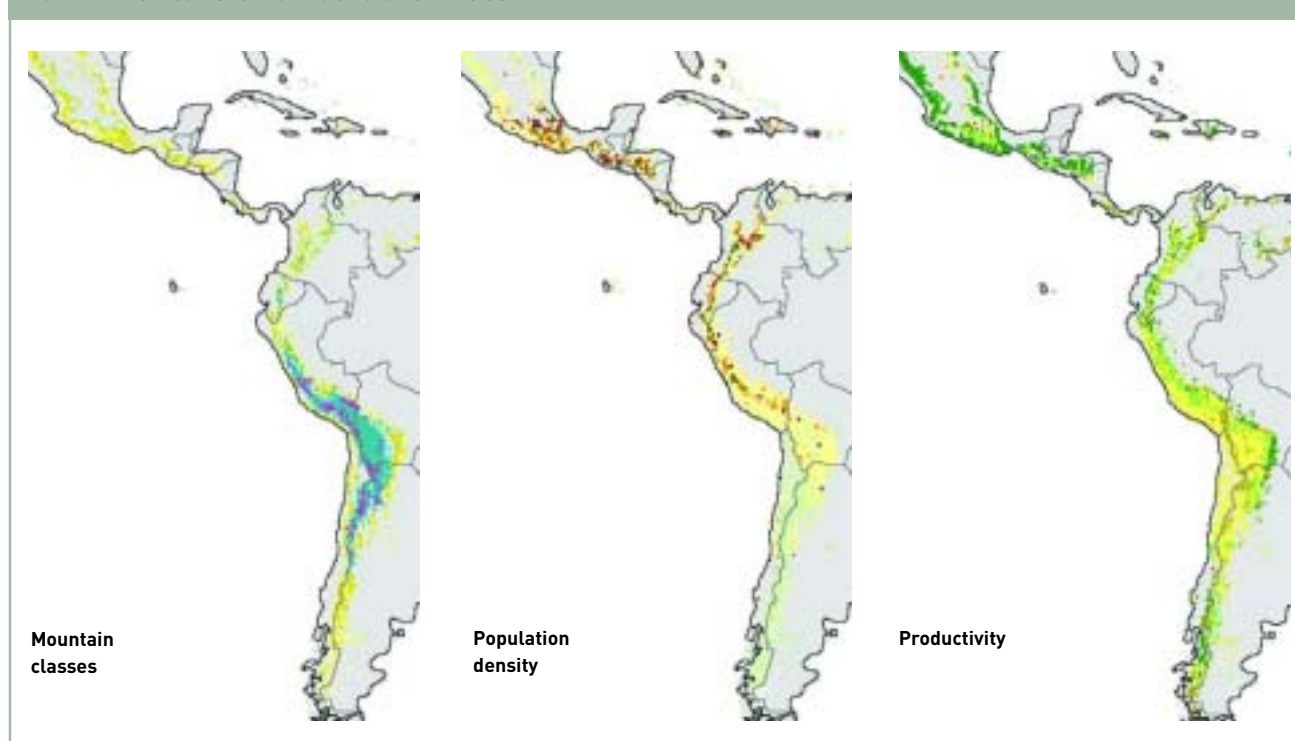 Mountain
classes
Population
density
Productivity